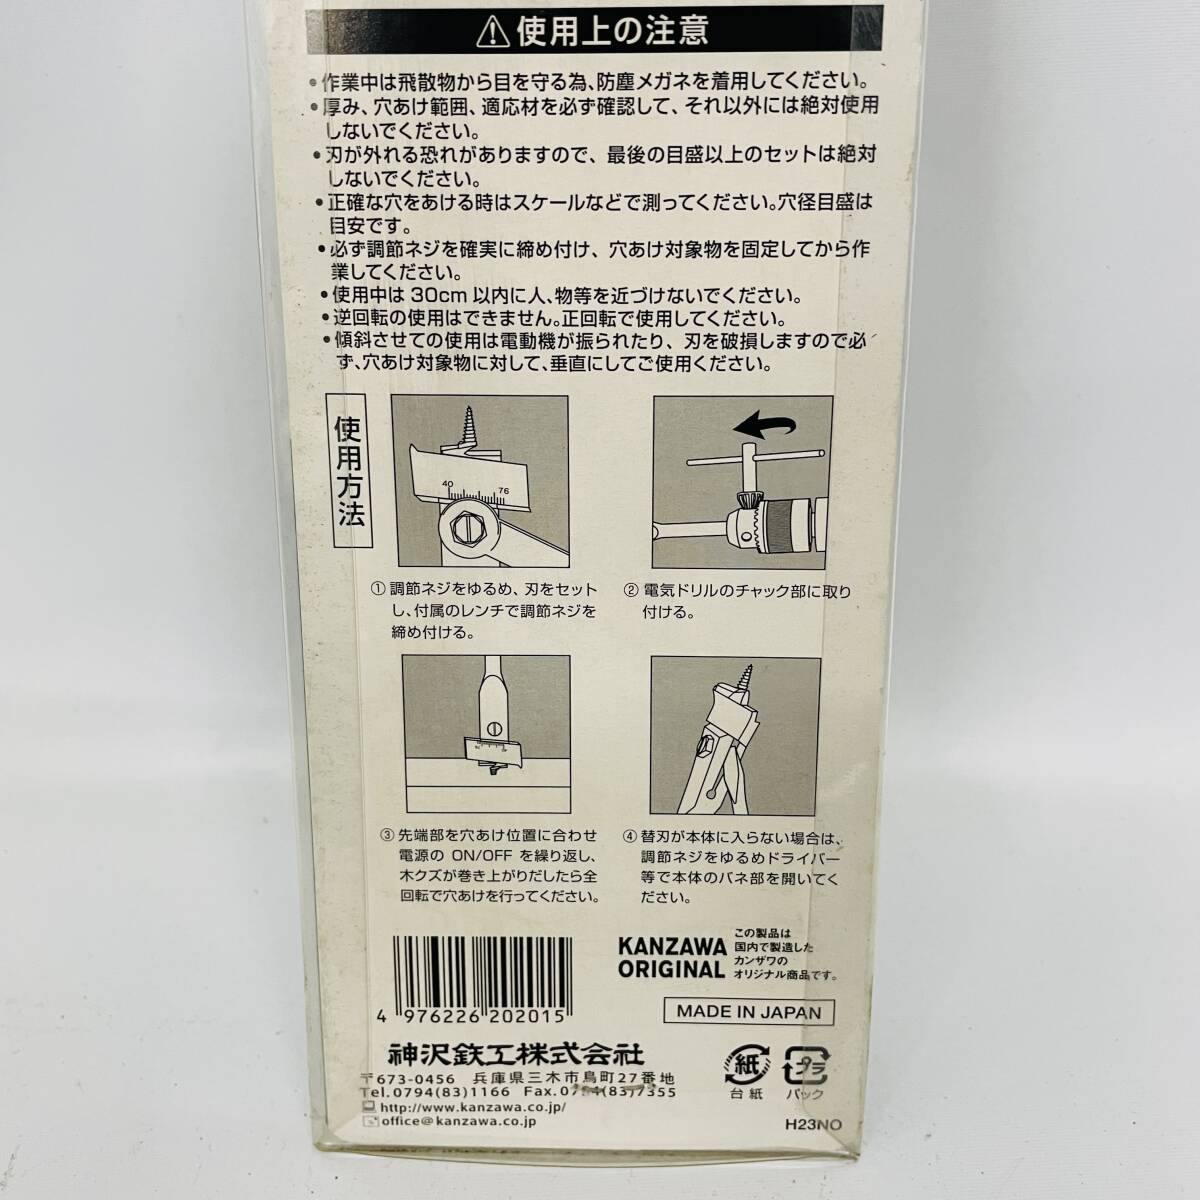 ⚠使用上の注意
•作業中は飛散物から目を守る為、防塵メガネを着用してください。
•厚み、穴あけ範囲、適応材を必ず確認して、それ以外には絶対使用
しないでください。
•刃が外れる恐れがありますので、最後の目盛以上のセットは絶対
しないでください。
•正確な穴をあける時はスケールなどで測ってください。穴径目盛は
目安です。
•必ず調節ネジを確実に締め付け、穴あけ対象物を固定してから作
業してください。
•使用中は30cm以内に人、物等を近づけないでください。
•逆回転の使用はできません。正回転で使用してください。
•傾斜させての使用は電動機が振られたり、刃を破損しますので必
ず、穴あけ対象物に対して、垂直にしてご使用ください。
使用方法
40 76
①調節ネジをゆるめ、刃をセット
し、付属のレンチで調節ネジを
締め付ける。
②電気ドリルのチャック部に取り
付ける。
③先端部を穴あけ位置に合わせ
電源の ON/OFF を繰り返し、
木クズが巻き上がりだしたら全
回転で穴あけを行ってください。
④替刃が本体に入らない場合は、
調節ネジをゆるめドライバー
等で本体のバネ部を開いてく
ださい。
KANZAWA
ORIGINAL
この製品は
国内で製造した
カンザワの
オリジナル商品です。
MADE IN JAPAN
4 976226 202015
神沢鉄工株式会社
〒673-0456 兵庫県三木市鳥町27番地
Tel.0794(83)1166 Fax.0794(83)7355
http://www.kanzawa.co.jp/
office@kanzawa.co.jp
紙
台紙
プラ
パック
H23NO